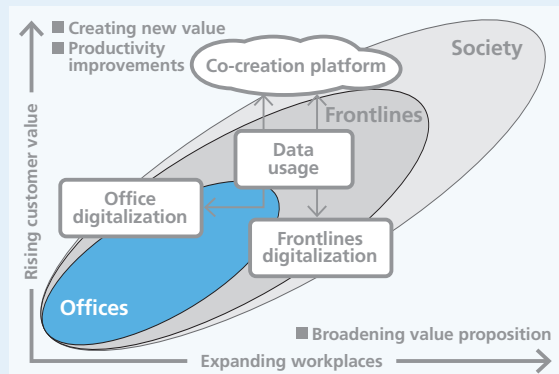 Creating new value
Productivity
improvements
Co-creation platform
Society
Frontlines
Data
usage
Office
digitalization
Frontlines
digitalization
Offices
Rising customer value
Broadening value proposition
Expanding workplaces